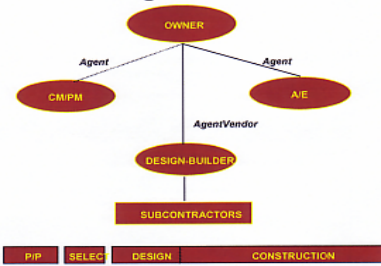 OWNER
Agent
Agent
CM/PM
A/E
AgentVendor
DESIGN-BUILDER
SUBCONTRACTORS
P/P SELECT DESIGN CONSTRUCTION